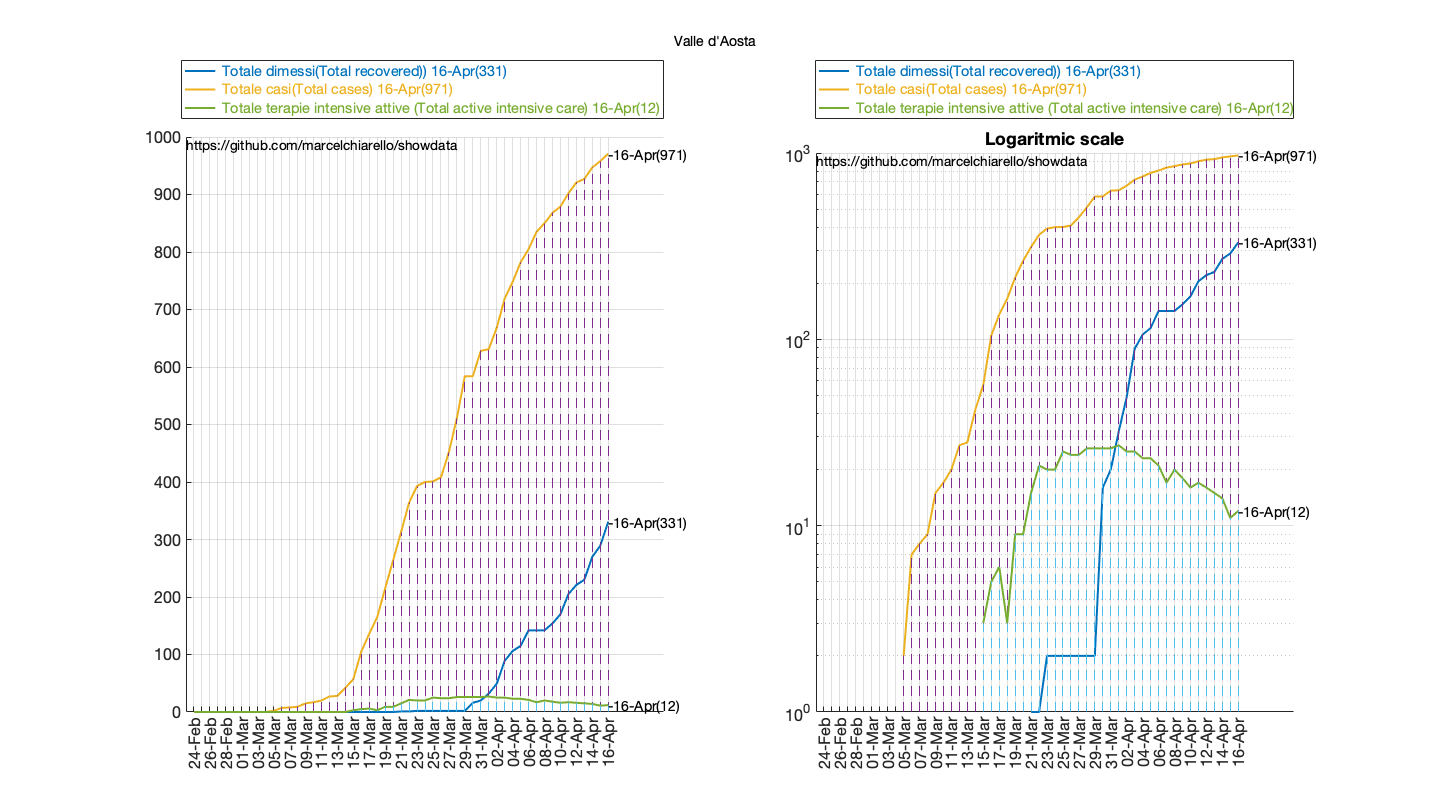 Valle d'Aosta
Totale dimessi(Total recovered)) 16-Apr(331)
Totale casi(Total cases) 16-Apr(971)
Totale terapie intensive attive (Total active intensive care) 16-Apr(12)
1000
900
800
700
600
500
400
300
200
100
0
https://github.com/marcelchiarello/showdata
16-Apr(971)
16-Apr(331)
16-Apr(12)
24-Feb
26-Feb
28-Feb
01-Mar
03-Mar
05-Mar
07-Mar
09-Mar
11-Mar
13-Mar
15-Mar
17-Mar
19-Mar
21-Mar
23-Mar
25-Mar
27-Mar
29-Mar
31-Mar
02-Apr
04-Apr
06-Apr
08-Apr
10-Apr
12-Apr
14-Apr
16-Apr
Totale dimessi(Total recovered)) 16-Apr(331)
Totale casi(Total cases) 16-Apr(971)
Totale terapie intensive attive (Total active intensive care) 16-Apr(12)
Logaritmic scale
10^3
10^2
10^1
10^0
https://github.com/marcelchiarello/showdata
16-Apr(971)
16-Apr(331)
16-Apr(12)
24-Feb
26-Feb
28-Feb
01-Mar
03-Mar
05-Mar
07-Mar
09-Mar
11-Mar
13-Mar
15-Mar
17-Mar
19-Mar
21-Mar
23-Mar
25-Mar
27-Mar
29-Mar
31-Mar
02-Apr
04-Apr
06-Apr
08-Apr
10-Apr
12-Apr
14-Apr
16-Apr